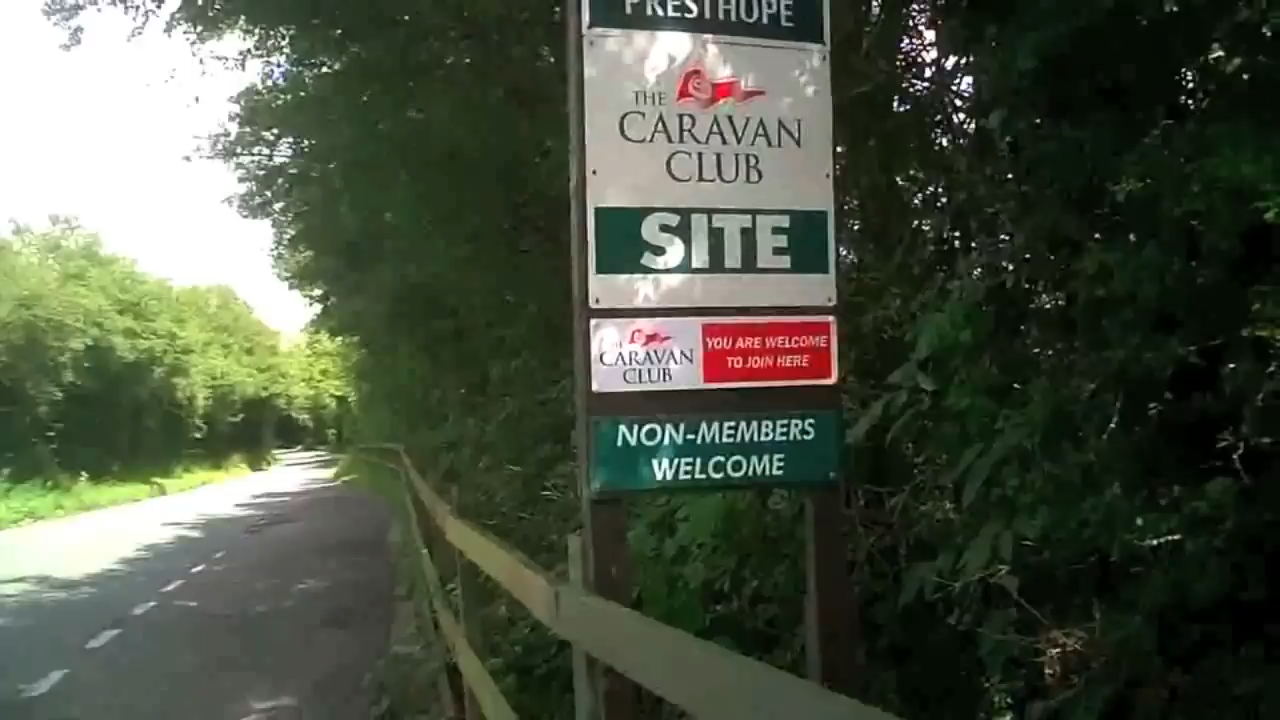 PRESTHOPE
THE
CARAVAN
CLUB
SITE
THE
CARAVAN
CLUB
YOU ARE WELCOME
TO JOIN HERE
NON-MEMBERS
WELCOME